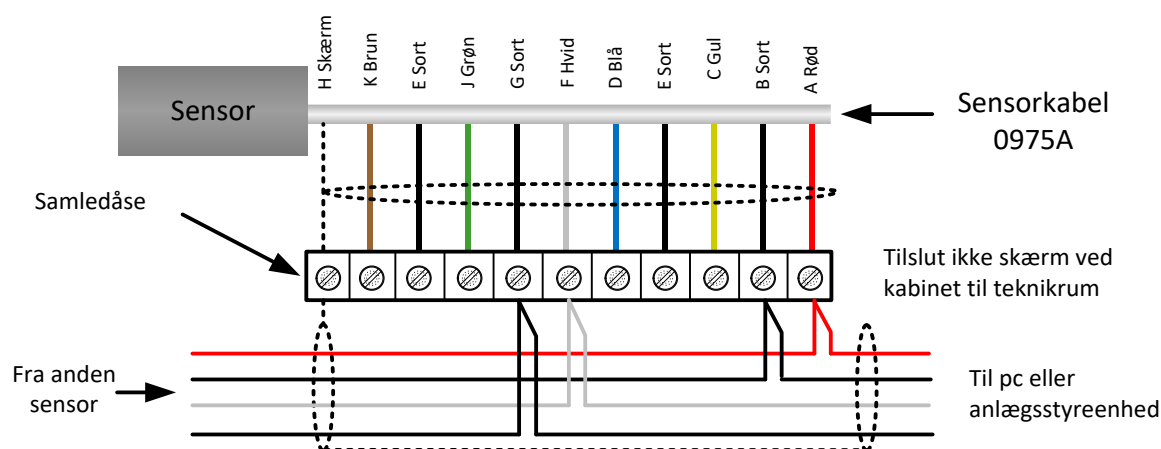 H Skærm
K Brun
E Sort
J Grøn
G Sort
F Hvid
D Blå
E Sort
C Gul
B Sort
A Rød
Sensor
Sensorkabel
0975A
Samledåse
Tilslut ikke skærm ved
kabinet til teknikrum
Fra anden
sensor
Til pc eller
anlægsstyreenhed